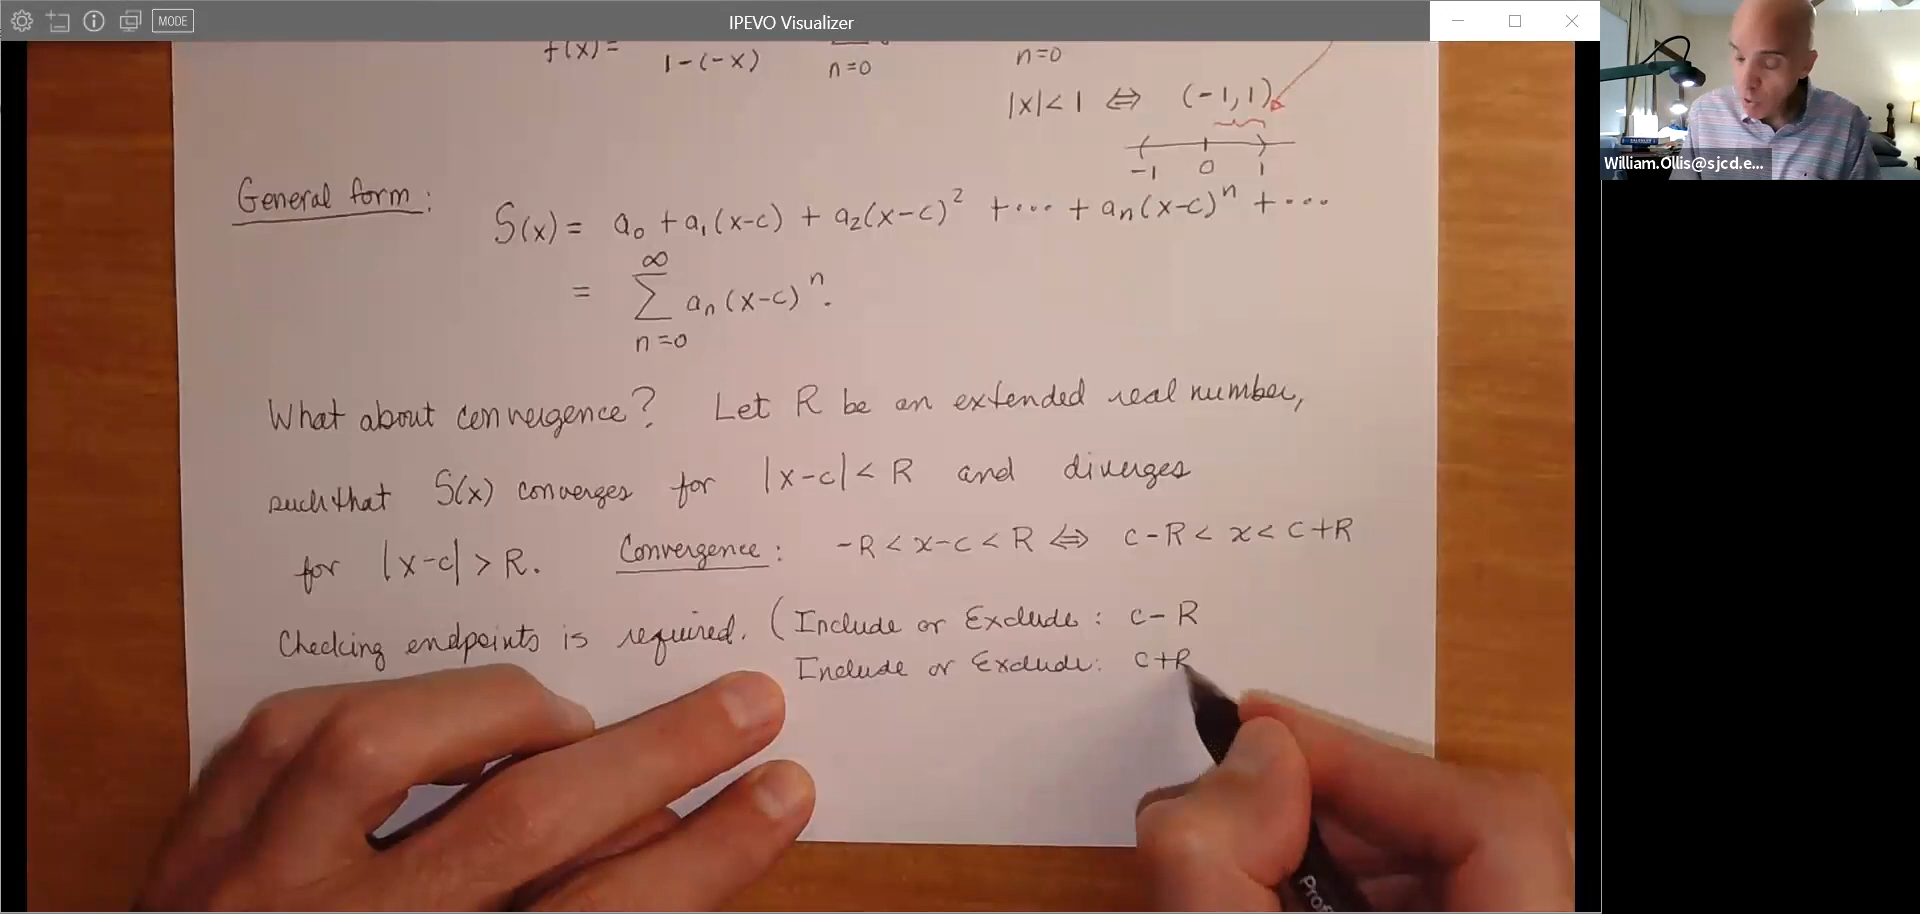 MODE
IPEVO Visualizer
f(x) =
1-(-x)
n=0
n=0
|x| < 1 ⇔ (-1, 1)
-1 0 1
General form:
S(x) = a₀ + a₁(x-c) + a₂(x-c)² + ⋯ + aₙ(x-c)ⁿ + ⋯
∞
= ∑ aₙ(x-c)ⁿ.
n=0
What about convergence? Let R be an extended real number,
such that S(x) converges for |x-c| < R and diverges
for |x-c| > R. Convergence: -R < x-c < R ⇔ c-R < x < c+R
Checking endpoints is required. (Include or Exclude: c-R
Include or Exclude: c+R
William.Ollis@sjcd.e...